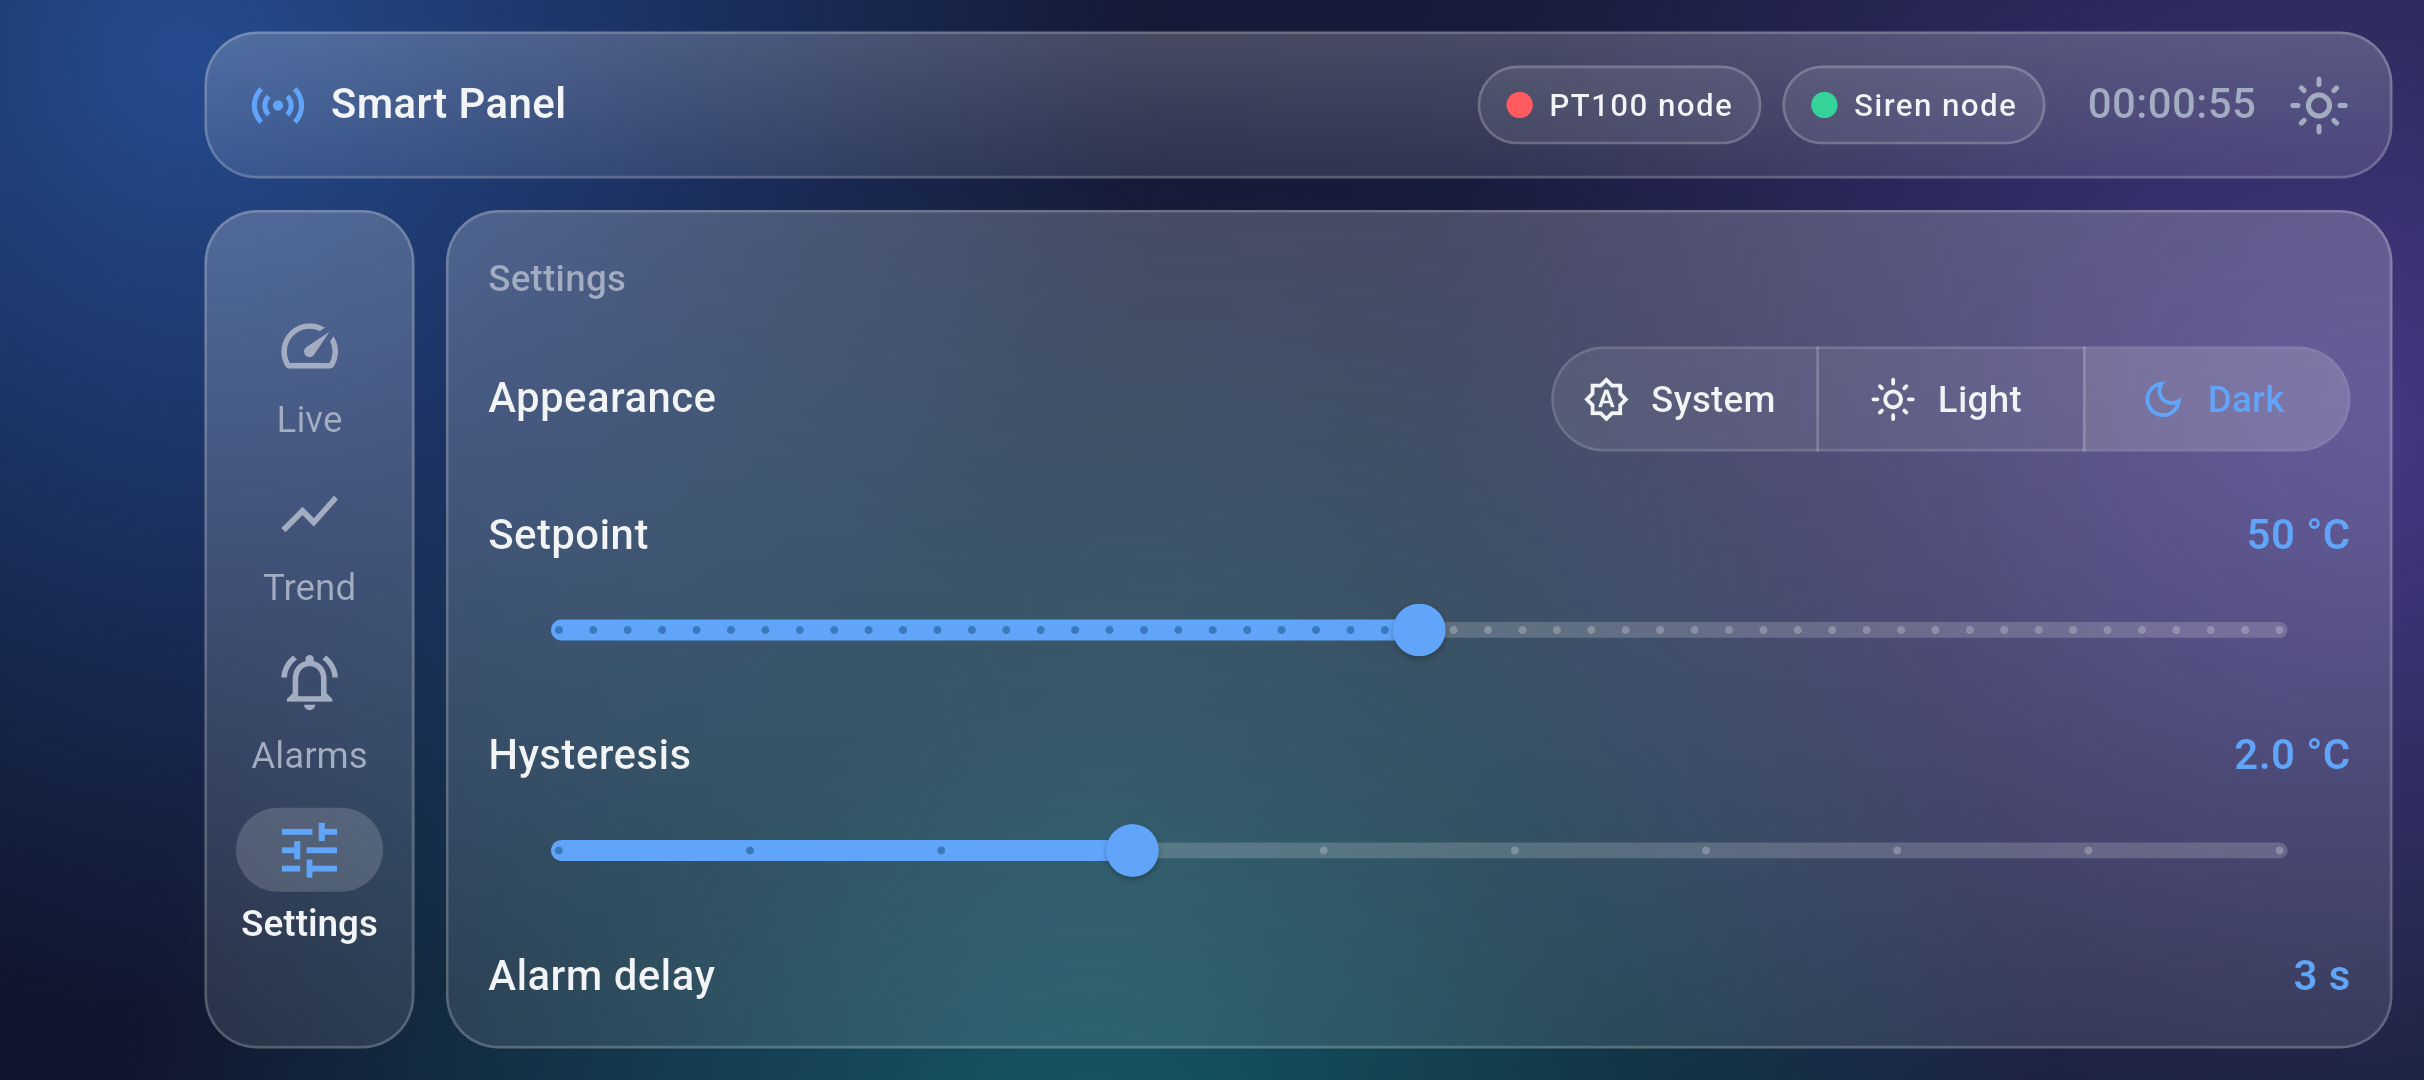 Smart Panel
PT100 node
Siren node
00:00:55
Live
Trend
Alarms
Settings
Settings
Appearance
System
Light
Dark
Setpoint
50 °C
Hysteresis
2.0 °C
Alarm delay
3 s